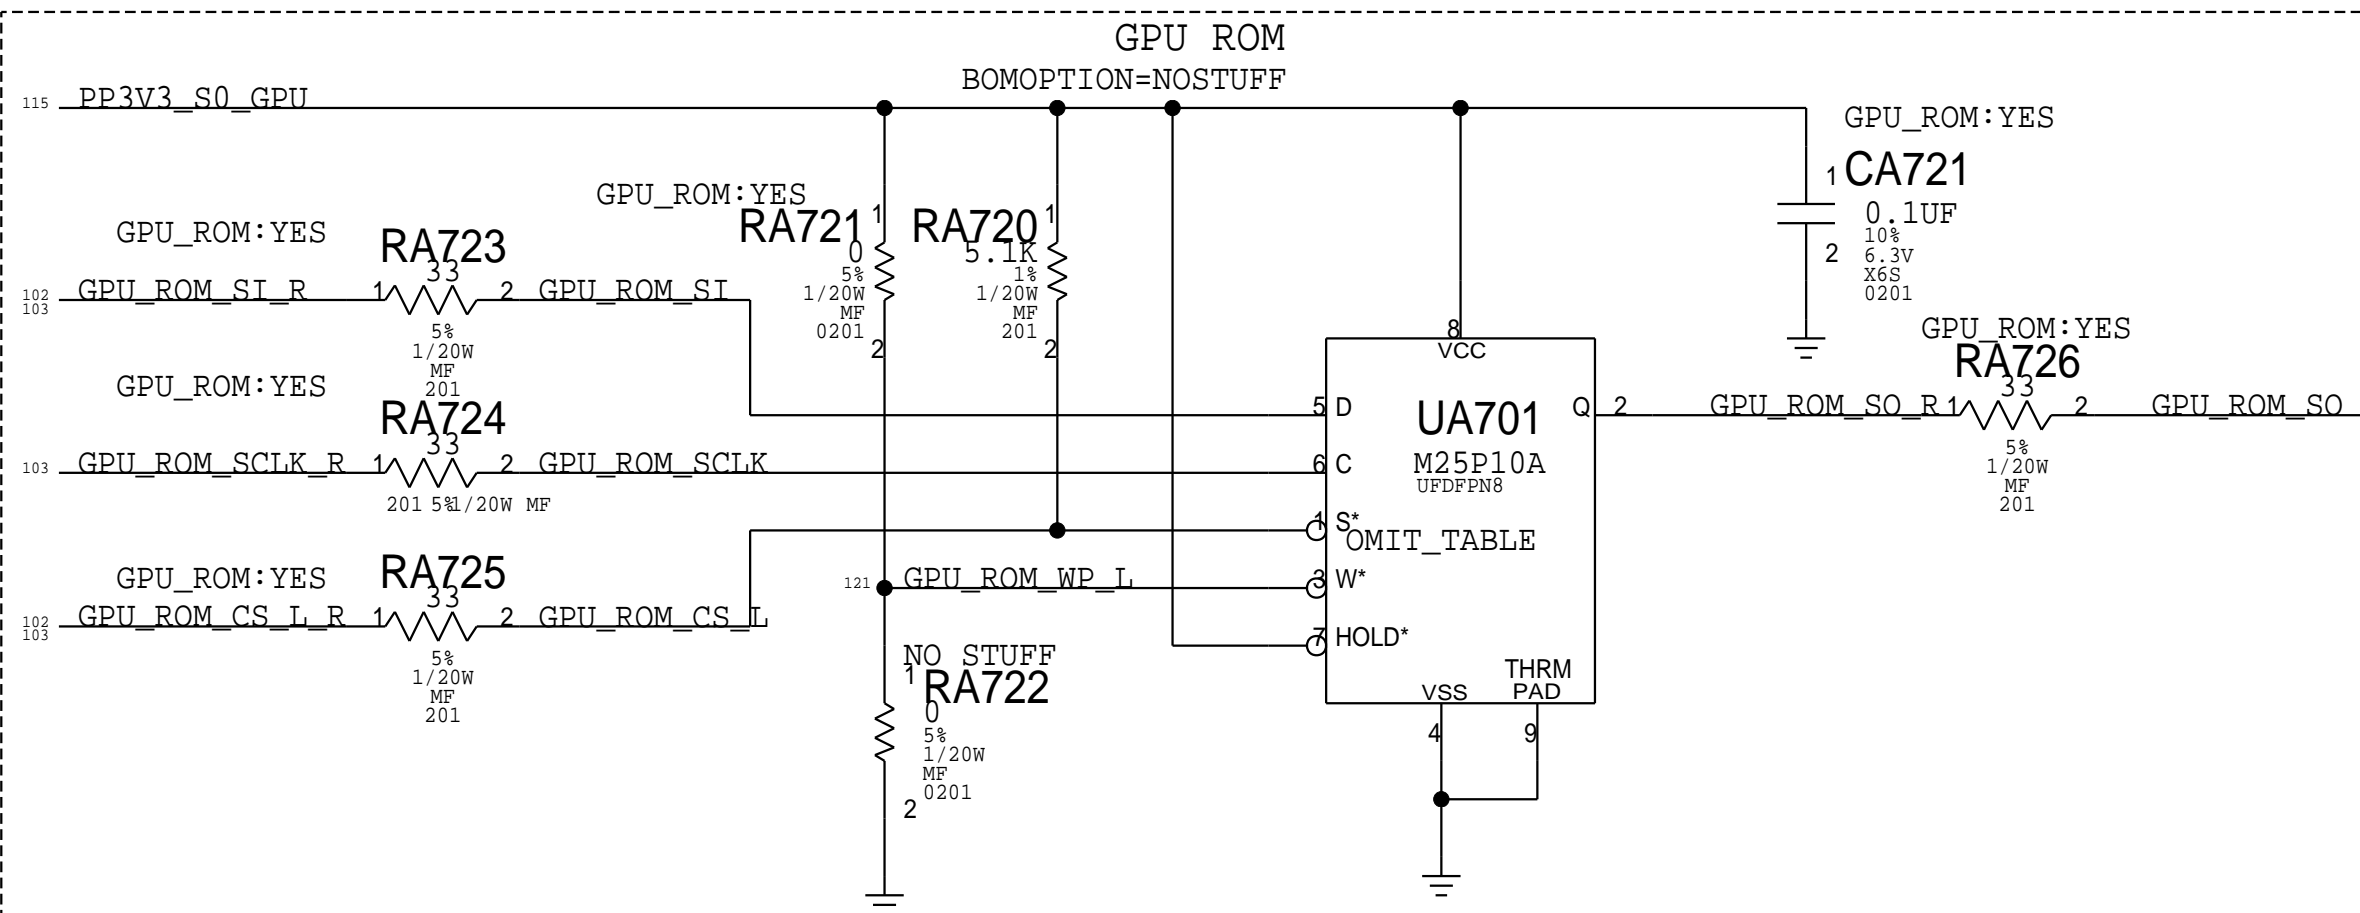 GPU ROM
BOMOPTION=NOSTUFF
115 PP3V3_S0_GPU
GPU_ROM:YES
1 CA721
0.1UF
10%
2 6.3V
X6S
0201
GPU_ROM:YES
RA721 1
0
5%
1/20W
MF
0201
2
RA720 1
5.1K
1%
1/20W
MF
201
2
GPU_ROM:YES
RA723
33
102 GPU_ROM_SI_R 1 2 GPU_ROM_SI
103
5%
1/20W
MF
201
GPU_ROM:YES
RA724
33
103 GPU_ROM_SCLK_R 1 2 GPU_ROM_SCLK
201 5% 1/20W MF
GPU_ROM:YES
RA725
33
102 GPU_ROM_CS_L_R 1 2 GPU_ROM_CS_L
103
5%
1/20W
MF
201
121 GPU_ROM_WP_L
NO STUFF
1 RA722
0
5%
1/20W
MF
0201
2
8
VCC
5 D
UA701
Q 2
6 C
M25P10A
UFDFPN8
1 S*
OMIT_TABLE
3 W*
7 HOLD*
THRM
VSS PAD
4 9
GPU_ROM:YES
RA726
33
GPU_ROM_SO_R 1 2 GPU_ROM_SO
5%
1/20W
MF
201